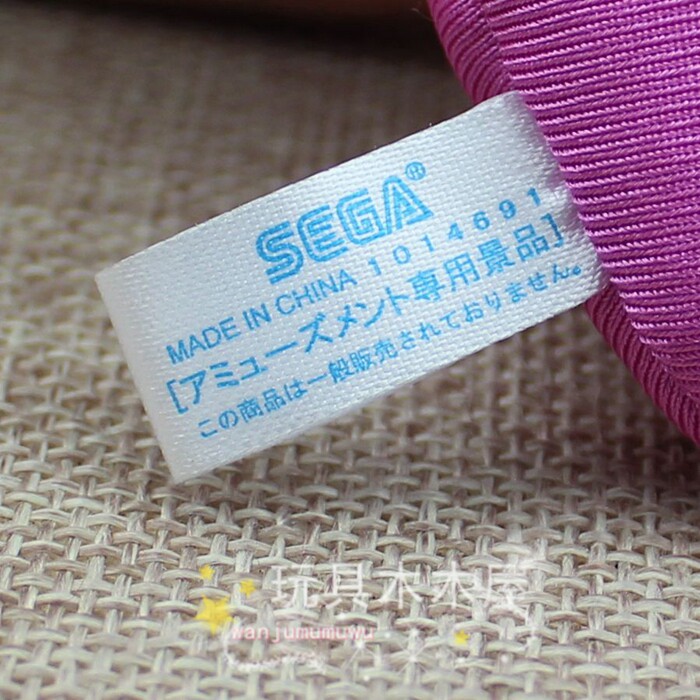 SEGA®
MADE IN CHINA 1014691
[アミューズメント専用景品]
この商品は一般販売されておりません。
玩具木木屋
wanjumumuwu